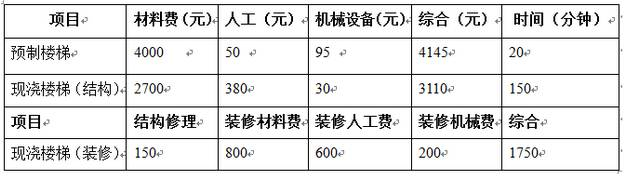 项目 材料费（元） 人工（元） 机械设备（元） 综合（元） 时间（分钟）
预制楼梯 4000 50 95 4145 20
现浇楼梯（结构） 2700 380 30 3110 150
项目 结构修理 装修材料费 装修人工费 装修机械费 综合
现浇楼梯（装修） 150 800 600 200 1750